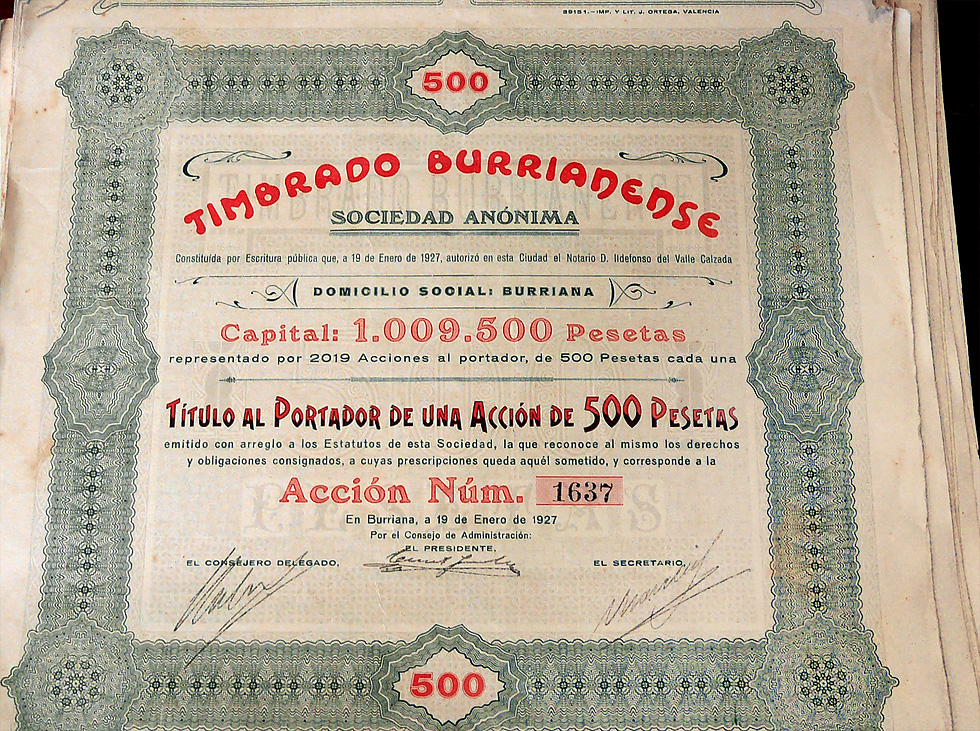 39151.-IMP. Y LIT. J. ORTEGA, VALENCIA
500
TIMBRADO BURRIANENSE
SOCIEDAD ANÓNIMA
Constituída por Escritura pública que, a 19 de Enero de 1927, autorizó en esta Ciudad el Notario D. Ildefonso del Valle Calzada
DOMICILIO SOCIAL: BURRIANA
Capital: 1.009.500 Pesetas
representado por 2019 Acciones al portador, de 500 Pesetas cada una
TÍTULO AL PORTADOR DE UNA ACCIÓN DE 500 PESETAS
emitido con arreglo a los Estatutos de esta Sociedad, la que reconoce al mismo los derechos
y obligaciones consignados, a cuyas prescripciones queda aquél sometido, y corresponde a la
Acción Núm. 1637
En Burriana, a 19 de Enero de 1927
Por el Consejo de Administración:
EL PRESIDENTE,
EL CONSEJERO DELEGADO, EL SECRETARIO,
500